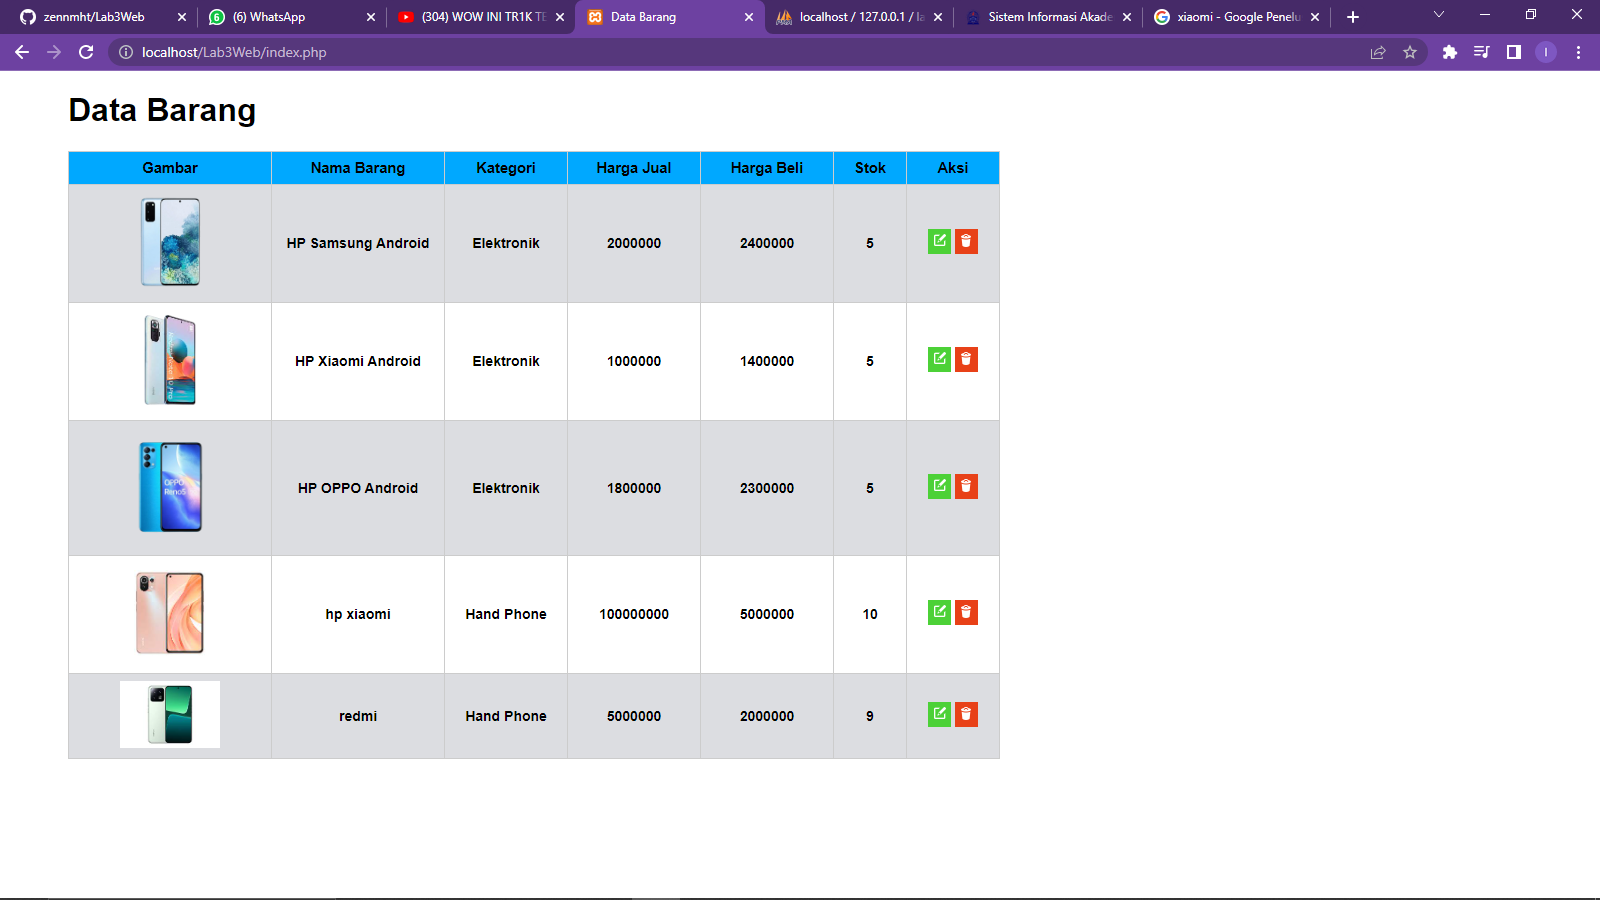 zennmht/Lab3Web
6
(6) WhatsApp
(304) WOW INI TR1K
Data Barang
localhost / 127.0.0.1 /
Sistem Informasi
xiaomi - Google
localhost/Lab3Web/index.php
I
Data Barang
Gambar Nama Barang Kategori Harga Jual Harga Beli Stok Aksi
HP Samsung Android Elektronik 2000000 2400000 5
HP Xiaomi Android Elektronik 1000000 1400000 5
OPPO
Reno5
HP OPPO Android Elektronik 1800000 2300000 5
hp xiaomi Hand Phone 100000000 5000000 10
redmi Hand Phone 5000000 2000000 9